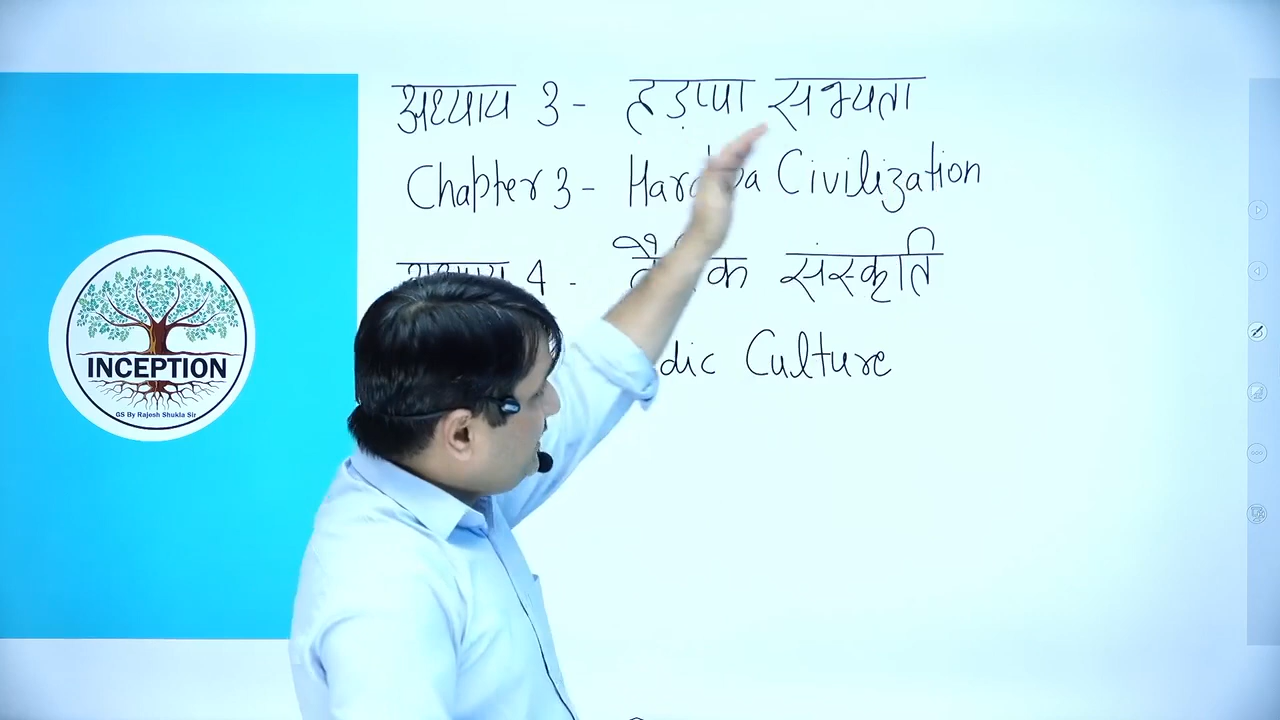 अध्याय 3 - हड़प्पा सभ्यता
Chapter 3 - Civilization
4 - संस्कृति
Culture
INCEPTION
GS By Rajesh Shukla Sir